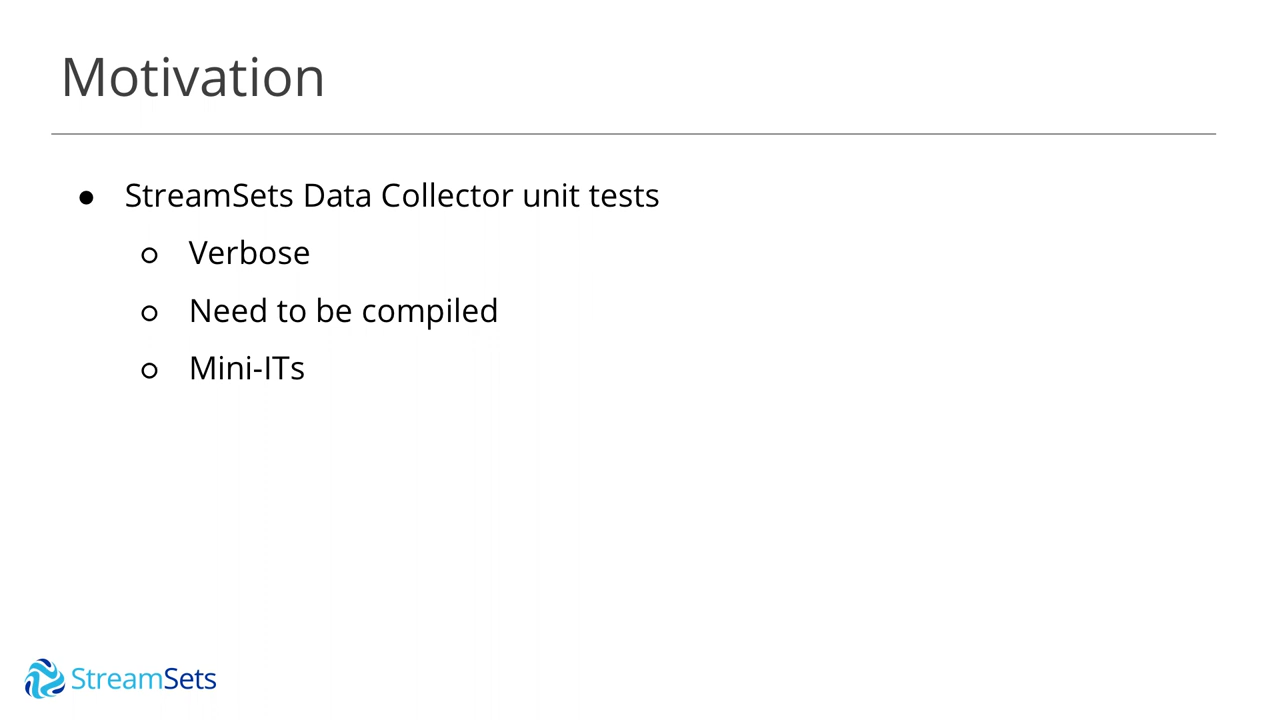 Motivation
● StreamSets Data Collector unit tests
○ Verbose
○ Need to be compiled
○ Mini-ITs
StreamSets